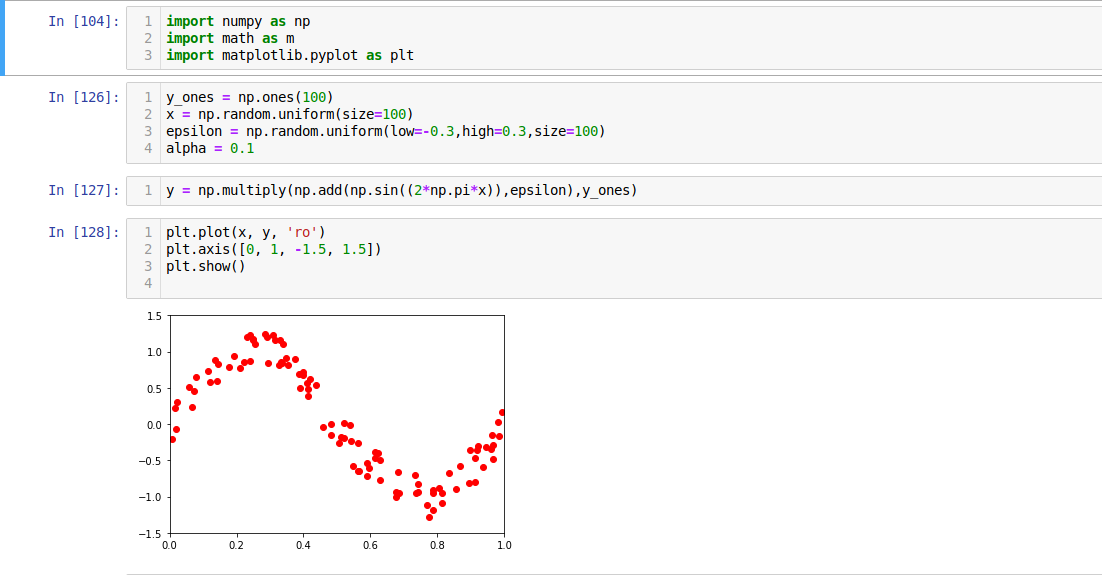 In [104]:
1 import numpy as np
2 import math as m
3 import matplotlib.pyplot as plt
In [126]:
1 y_ones = np.ones(100)
2 x = np.random.uniform(size=100)
3 epsilon = np.random.uniform(low=-0.3,high=0.3,size=100)
4 alpha = 0.1
In [127]:
1 y = np.multiply(np.add(np.sin((2*np.pi*x)),epsilon),y_ones)
In [128]:
1 plt.plot(x, y, 'ro')
2 plt.axis([0, 1, -1.5, 1.5])
3 plt.show()
4
1.5
1.0
0.5
0.0
−0.5
−1.0
−1.5
0.0 0.2 0.4 0.6 0.8 1.0